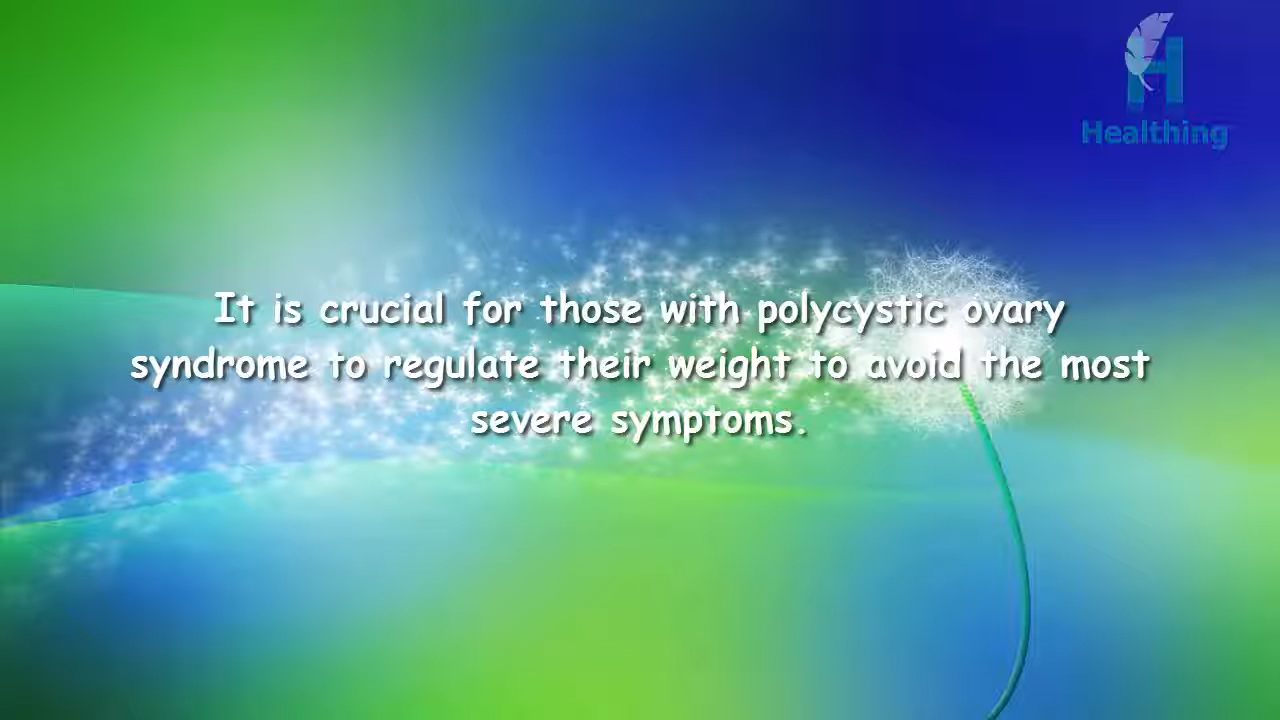 Healthing
It is crucial for those with polycystic ovary
syndrome to regulate their weight to avoid the most
severe symptoms.